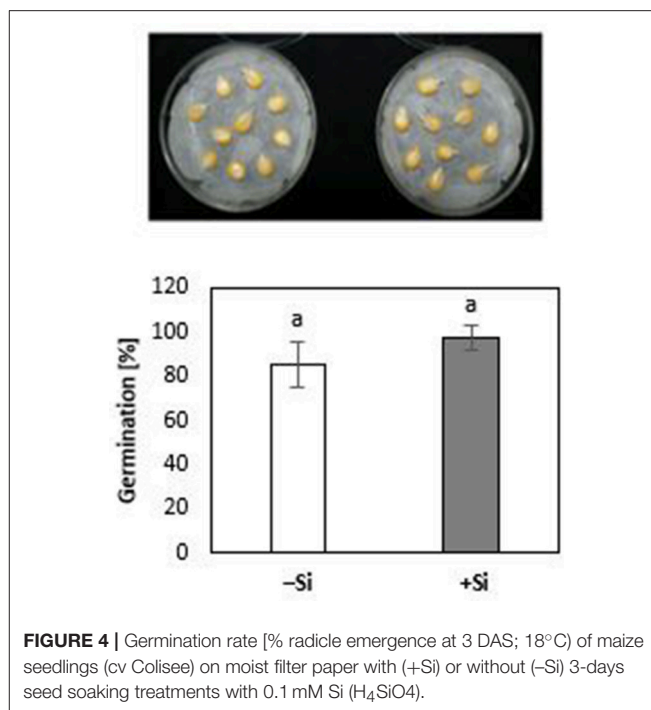 120
100
80
60
40
20
0
Germination [%]
a
a
–Si
+Si
FIGURE 4 | Germination rate [% radicle emergence at 3 DAS; 18°C) of maize
seedlings (cv Colisee) on moist filter paper with (+Si) or without (–Si) 3-days
seed soaking treatments with 0.1 mM Si (H₄SiO4).